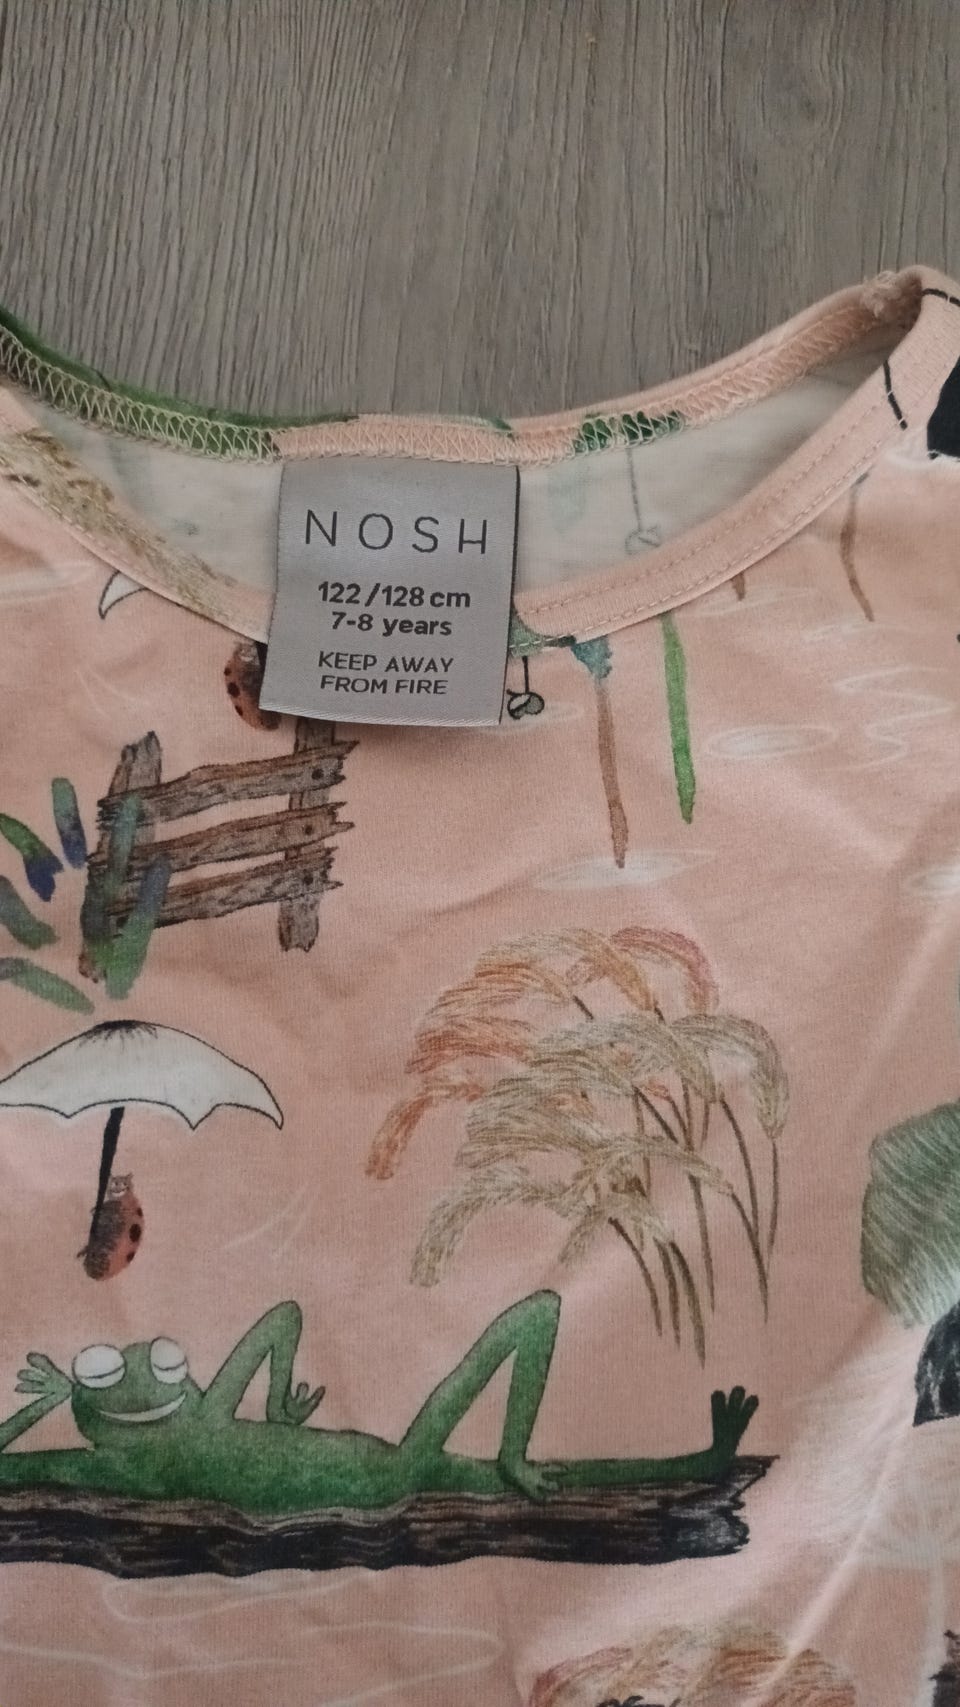 NOSH
122/128 cm
7-8 years
KEEP AWAY
FROM FIRE